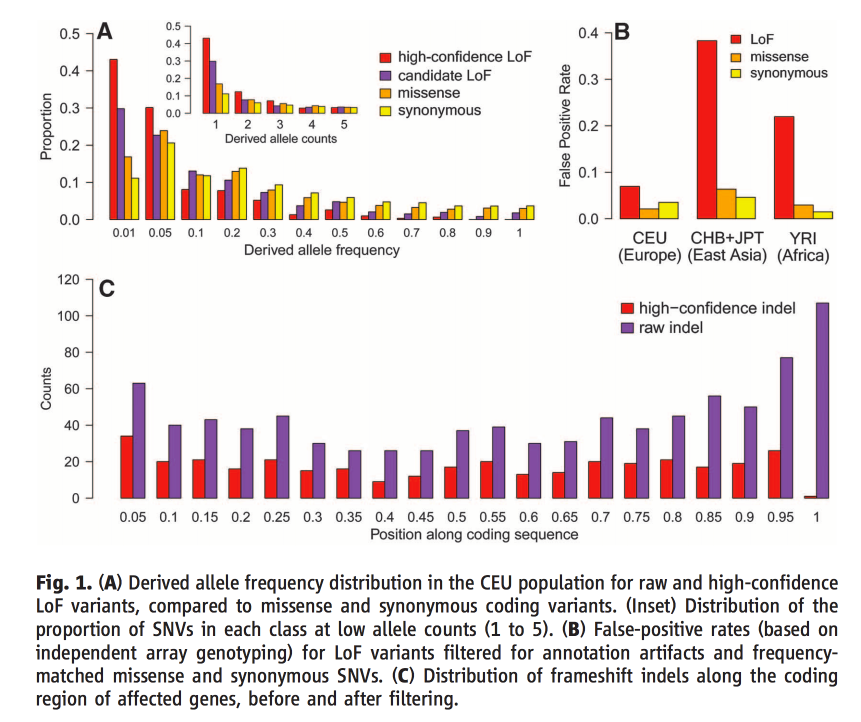 A
0.5
0.4
0.3
0.2
0.1
0.0
Proportion
0.01 0.05 0.1 0.2 0.3 0.4 0.5 0.6 0.7 0.8 0.9 1
Derived allele frequency
0.5
0.4
0.3
0.2
0.1
0.0
1 2 3 4 5
Derived allele counts
high-confidence LoF
candidate LoF
missense
synonymous
B
0.4
0.3
0.2
0.1
0.0
False Positive Rate
LoF
missense
synonymous
CEU CHB+JPT YRI
(Europe) (East Asia) (Africa)
C
120
100
80
60
40
20
0
Counts
high−confidence indel
raw indel
0.05 0.1 0.15 0.2 0.25 0.3 0.35 0.4 0.45 0.5 0.55 0.6 0.65 0.7 0.75 0.8 0.85 0.9 0.95 1
Position along coding sequence
Fig. 1. (A) Derived allele frequency distribution in the CEU population for raw and high-confidence
LoF variants, compared to missense and synonymous coding variants. (Inset) Distribution of the
proportion of SNVs in each class at low allele counts (1 to 5). (B) False-positive rates (based on
independent array genotyping) for LoF variants filtered for annotation artifacts and frequency-
matched missense and synonymous SNVs. (C) Distribution of frameshift indels along the coding
region of affected genes, before and after filtering.